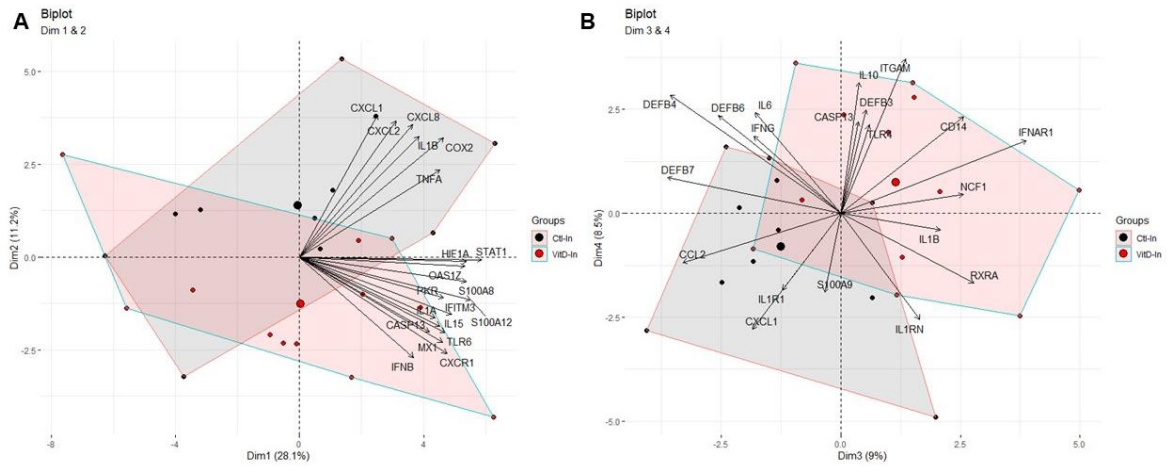 A
Biplot
Dim 1 & 2
CXCL1
CXCL8
CXCL2
IL1B
COX2
TNFA
HIF1A
STAT1
OAS1Z
PKR
S100A8
IL1A
IFITM3
CASP13
IL15
S100A12
MX1
TLR6
IFNB
CXCR1
5.0
2.5
0.0
-2.5
-8
-4
0
4
Dim1 (28.1%)
Dim2 (11.2%)
Groups
Ctl-In
VitD-In
B
Biplot
Dim 3 & 4
ITGAM
IL10
DEFB4
DEFB6
IL6
DEFB3
CASP13
IFNG
TLR4
CD14
IFNAR1
DEFB7
NCF1
IL1B
CCL2
RXRA
IL1R1
S100A9
CXCL1
IL1RN
2.5
0.0
-2.5
-5.0
-2.5
0.0
2.5
5.0
Dim3 (9%)
Dim4 (8.5%)
Groups
Ctl-In
VitD-In